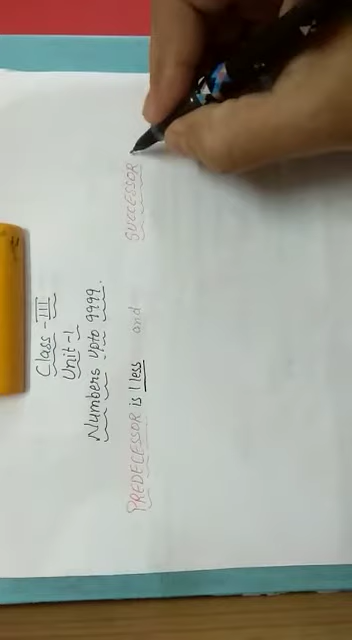 Class - III
Unit - 1
Numbers upto 9999.
PREDECESSOR is 1 less and SUCCESSOR